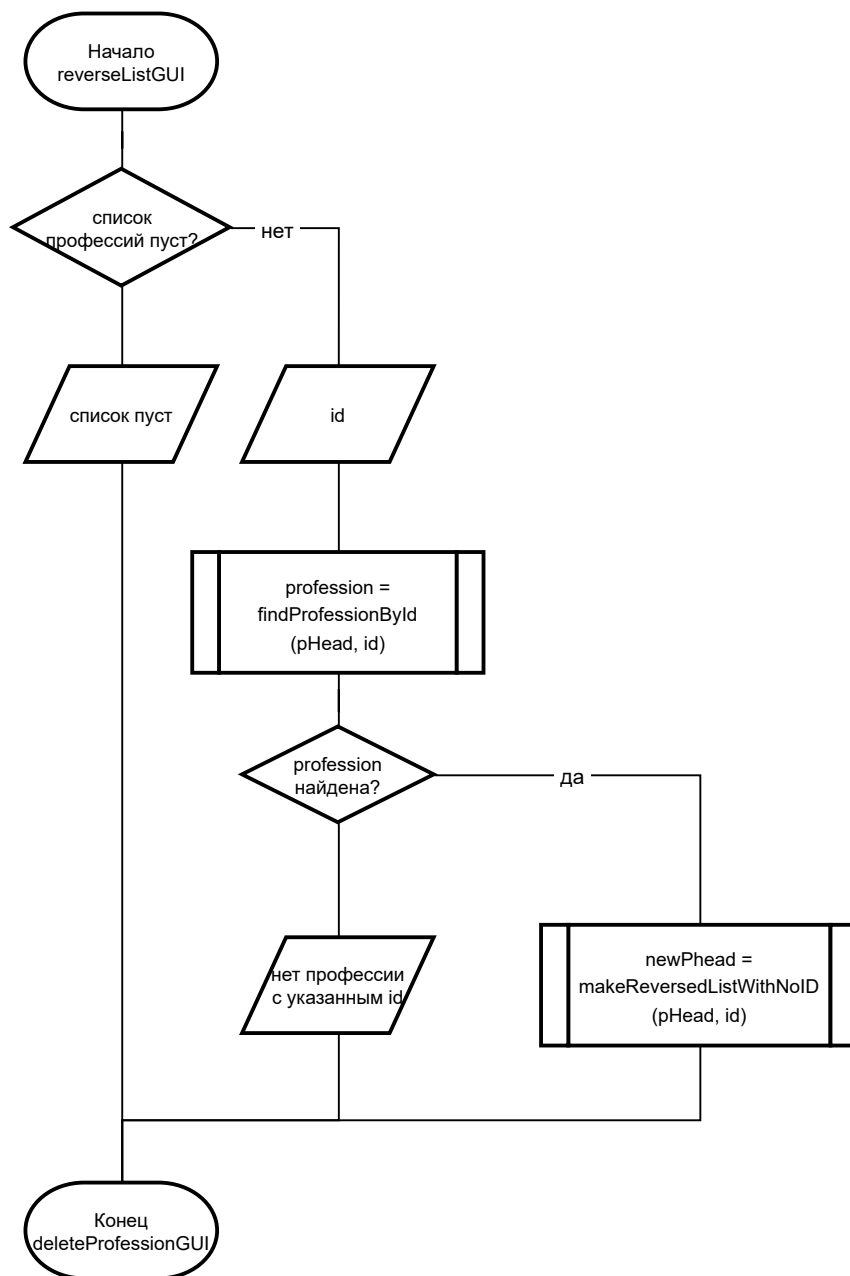 Начало
reverseListGUI
список
профессий пуст?
нет
список пуст
id
profession =
findProfessionById
(pHead, id)
profession
найдена?
да
нет профессии
с указанным id
newPhead =
makeReversedListWithNoID
(pHead, id)
Конец
deleteProfessionGUI